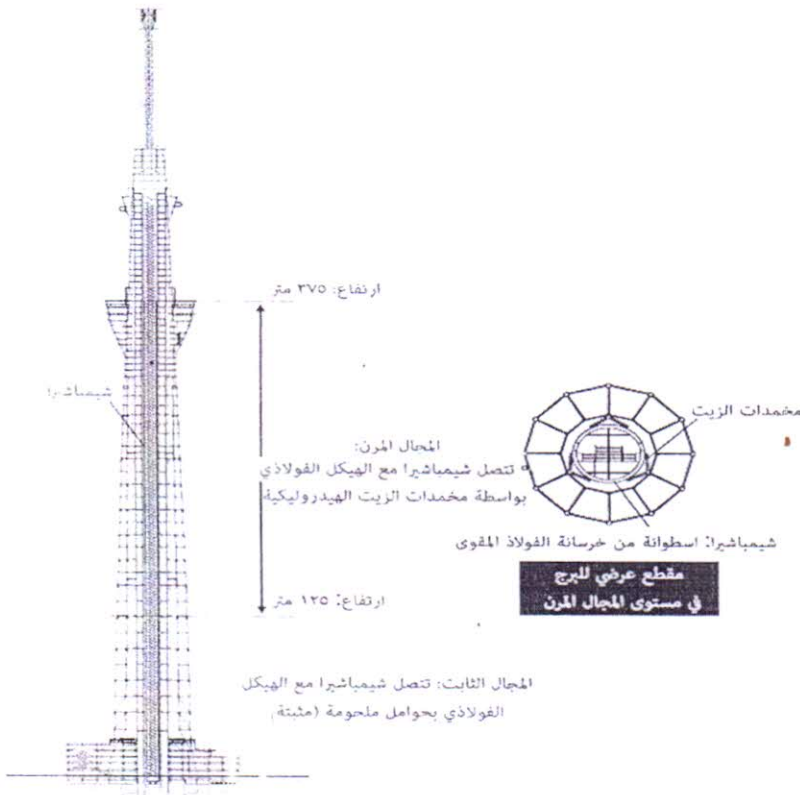 ارتفاع: ٣٧٥ متر
شيمباشيرا
مخمدات الزيت
المجال المرن:
تتصل شيمباشيرا مع الهيكل الفولاذي
بواسطة مخمدات الزيت الهيدروليكية
شيمباشيرا: اسطوانة من خرسانة الفولاذ المقوى
مقطع عرضي للبرج
في مستوى المجال المرن
ارتفاع: ١٢٥ متر
المجال الثابت: تتصل شيمباشيرا مع الهيكل
الفولاذي بحوامل ملحومة (مثبتة)